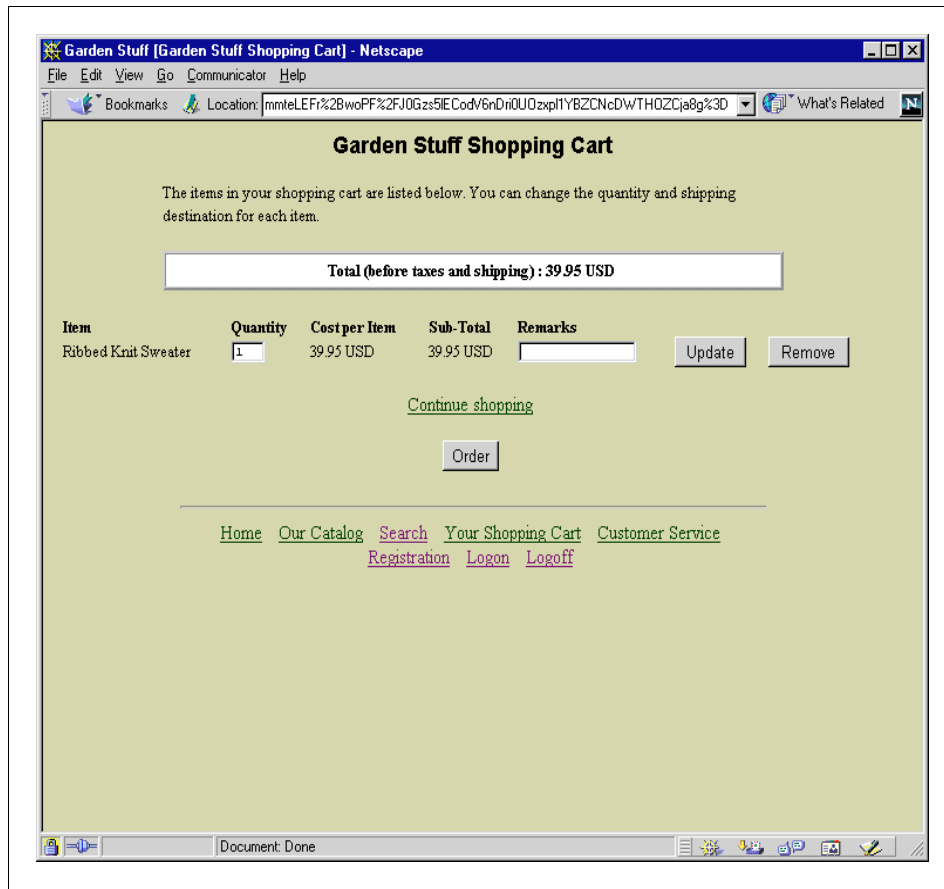 Garden Stuff [Garden Stuff Shopping Cart] - Netscape
File Edit View Go Communicator Help
Bookmarks Location: mmteLEFr%2BwoPF%2FJ0Gzs5lECodV6nDri0UOzxpl1YBZCNcDWTHOZCja8g%3D What's Related N
Garden Stuff Shopping Cart
The items in your shopping cart are listed below. You can change the quantity and shipping
destination for each item.
Total (before taxes and shipping) : 39.95 USD
Item Quantity Cost per Item Sub-Total Remarks
Ribbed Knit Sweater 1 39.95 USD 39.95 USD Update Remove
Continue shopping
Order
Home Our Catalog Search Your Shopping Cart Customer Service
Registration Logon Logoff
Document: Done